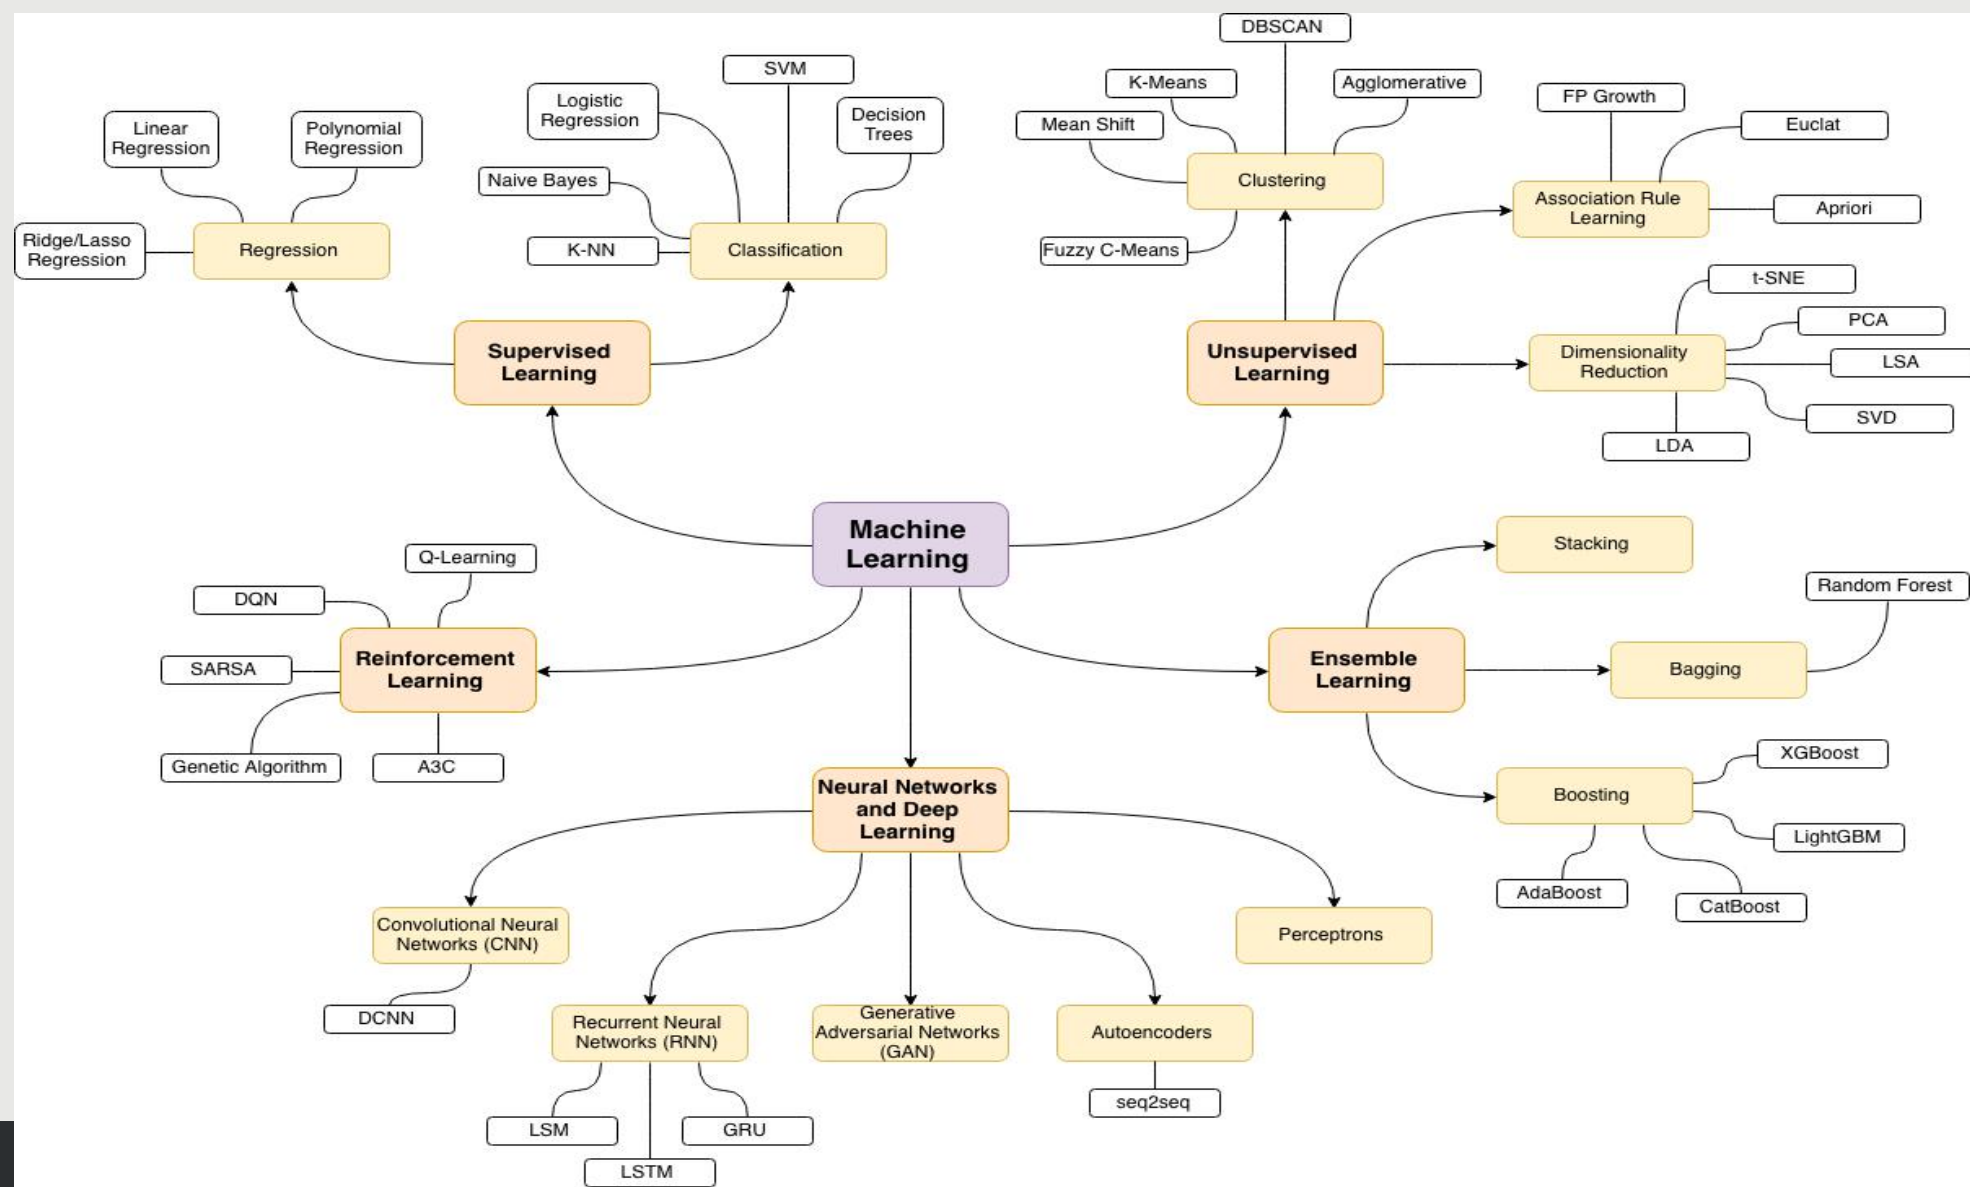 DBSCAN
SVM
K-Means
Agglomerative
Logistic
Regression
FP Growth
Linear
Regression
Polynomial
Regression
Decision
Trees
Mean Shift
Euclat
Naive Bayes
Clustering
Association Rule
Learning
Apriori
Ridge/Lasso
Regression
Regression
K-NN
Classification
Fuzzy C-Means
t-SNE
PCA
Supervised
Learning
Unsupervised
Learning
Dimensionality
Reduction
LSA
SVD
LDA
Machine
Learning
Stacking
Q-Learning
DQN
Random Forest
SARSA
Reinforcement
Learning
Ensemble
Learning
Bagging
Genetic Algorithm
A3C
XGBoost
Neural Networks
and Deep
Learning
Boosting
LightGBM
AdaBoost
CatBoost
Convolutional Neural
Networks (CNN)
Perceptrons
DCNN
Recurrent Neural
Networks (RNN)
Generative
Adversarial Networks
(GAN)
Autoencoders
seq2seq
LSM
GRU
LSTM